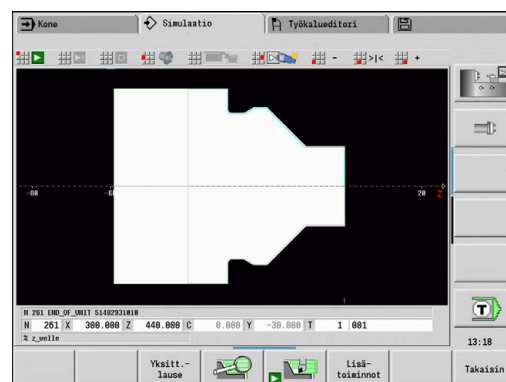 Kone
Simulaatio
Työkalueditori
- >|< +
-80
20 Z
N 261 END_OF_UNIT S1482931010
N 261 X 300.000 Z 440.000 C 0.000 Y -30.000 T 1 001
% z_welle
T
13:18
Yksitt.-
lause
Lisä-
toiminnot
Takaisin